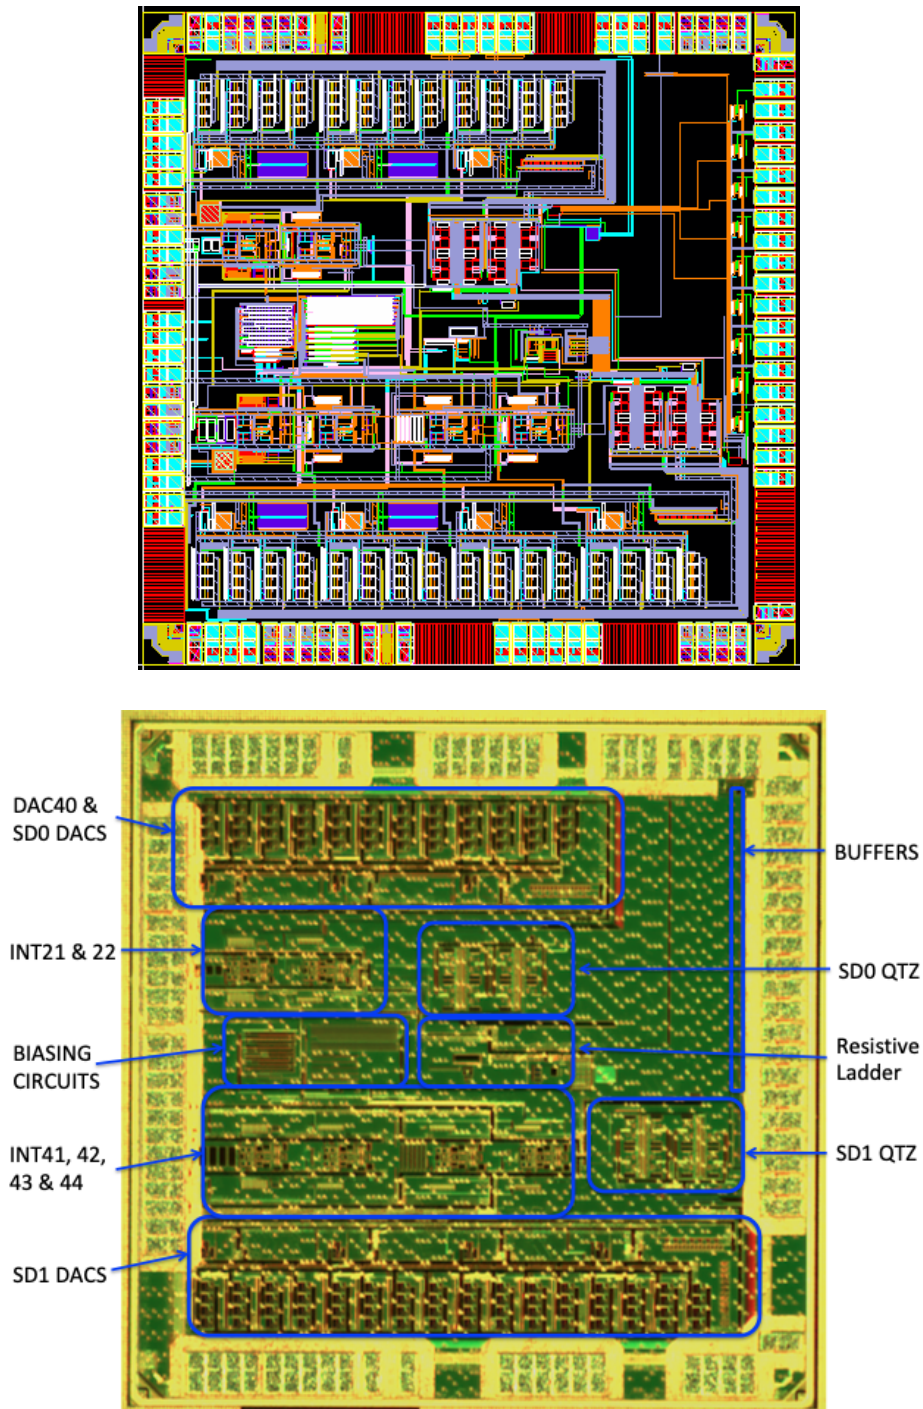 DAC40 &
SD0 DACS
BUFFERS
INT21 & 22
SD0 QTZ
BIASING
CIRCUITS
Resistive
Ladder
INT41, 42,
43 & 44
SD1 QTZ
SD1 DACS